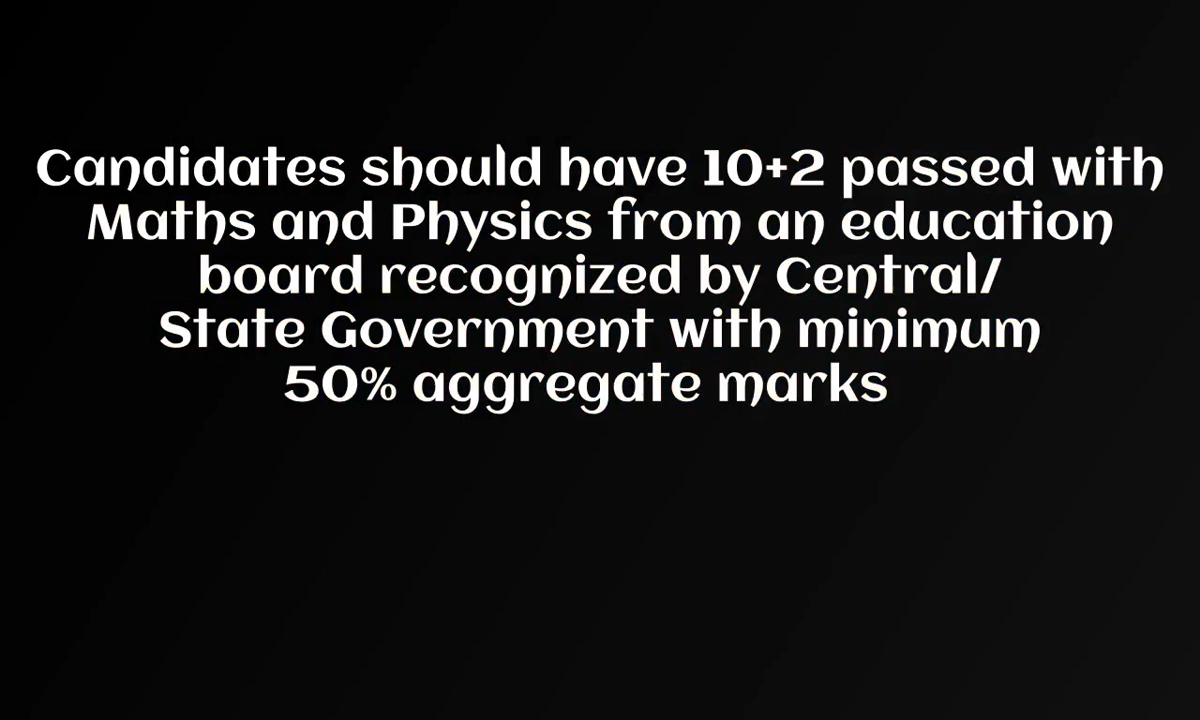 Candidates should have 10+2 passed with
Maths and Physics from an education
board recognized by Central/
State Government with minimum
50% aggregate marks